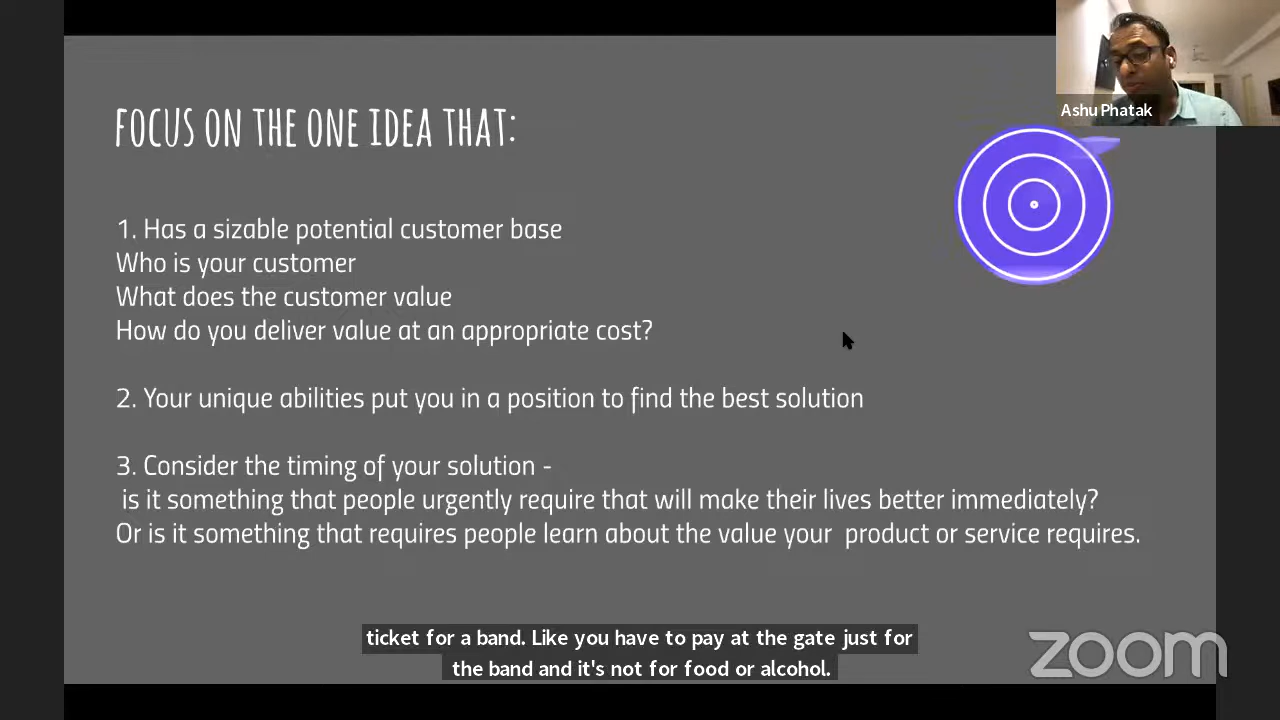 Ashu Phatak
FOCUS ON THE ONE IDEA THAT:
1. Has a sizable potential customer base
Who is your customer
What does the customer value
How do you deliver value at an appropriate cost?
2. Your unique abilities put you in a position to find the best solution
3. Consider the timing of your solution -
is it something that people urgently require that will make their lives better immediately?
Or is it something that requires people learn about the value your product or service requires.
ticket for a band. Like you have to pay at the gate just for
the band and it's not for food or alcohol.
zoom